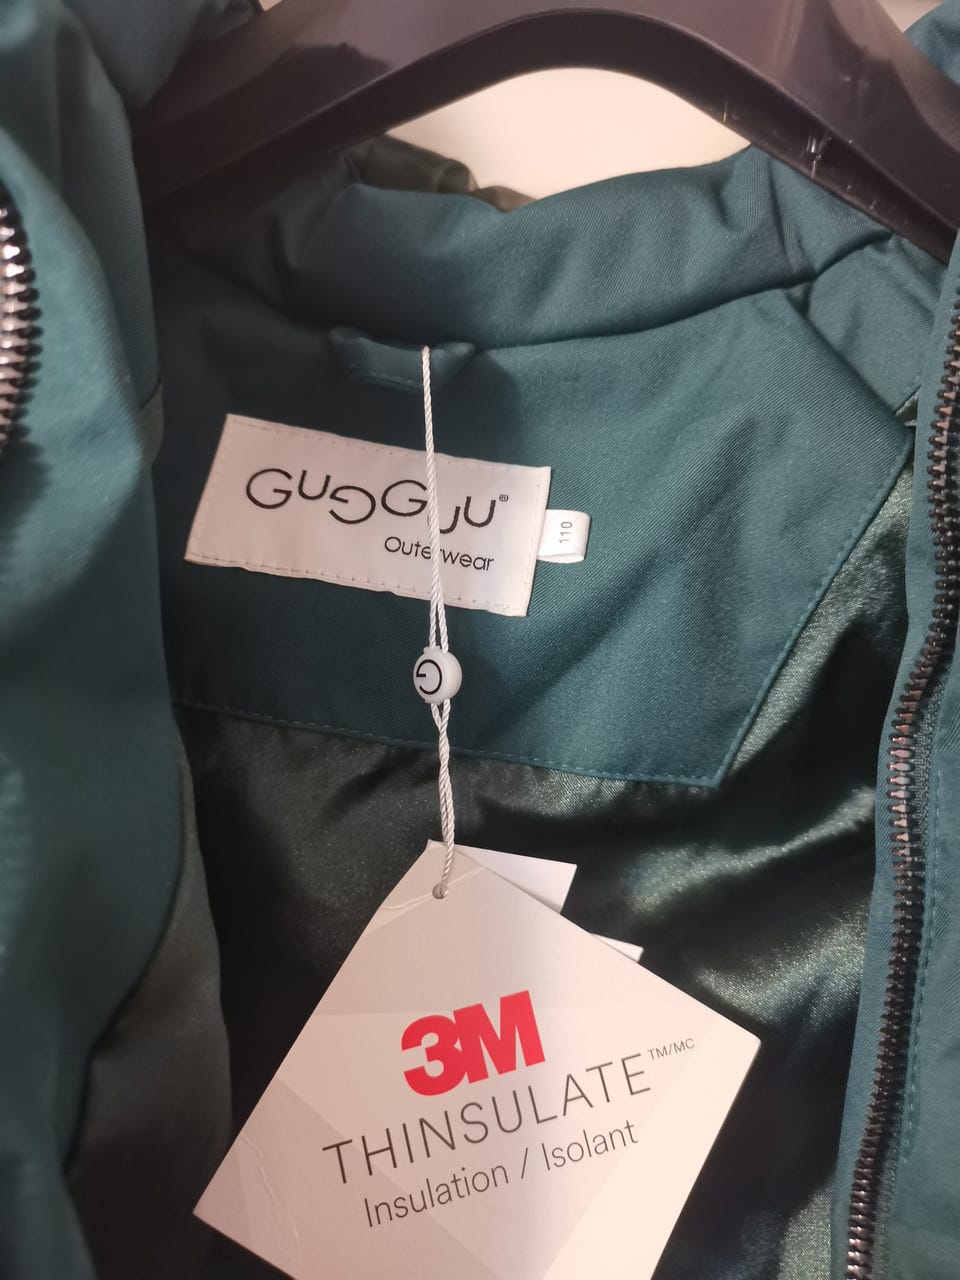 GUGGUU®
Outerwear
110
G
3M
THINSULATE™/MC
Insulation / Isolant